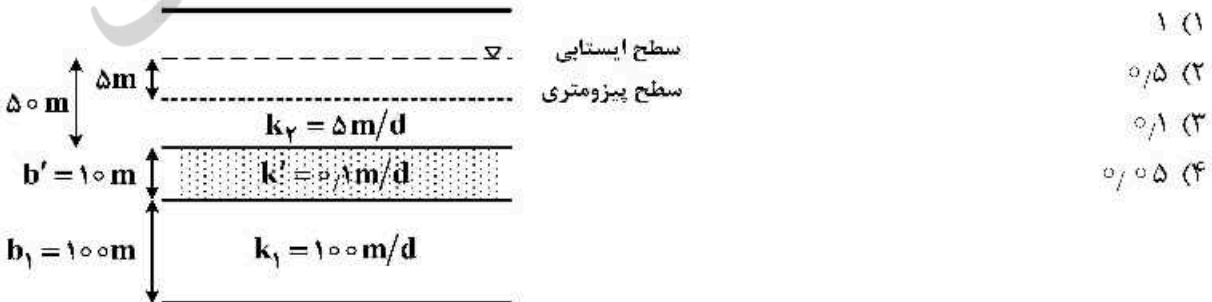 ۱) ۱
۲) ۰٫۵
۳) ۰٫۱
۴) ۰٫۰۵
سطح ایستابی
سطح پیزومتری
۵۰m
۵m
k۲ = ۵m/d
b′ = ۱۰m
k′ = ۰٫۱m/d
b۱ = ۱۰۰m
k۱ = ۱۰۰m/d